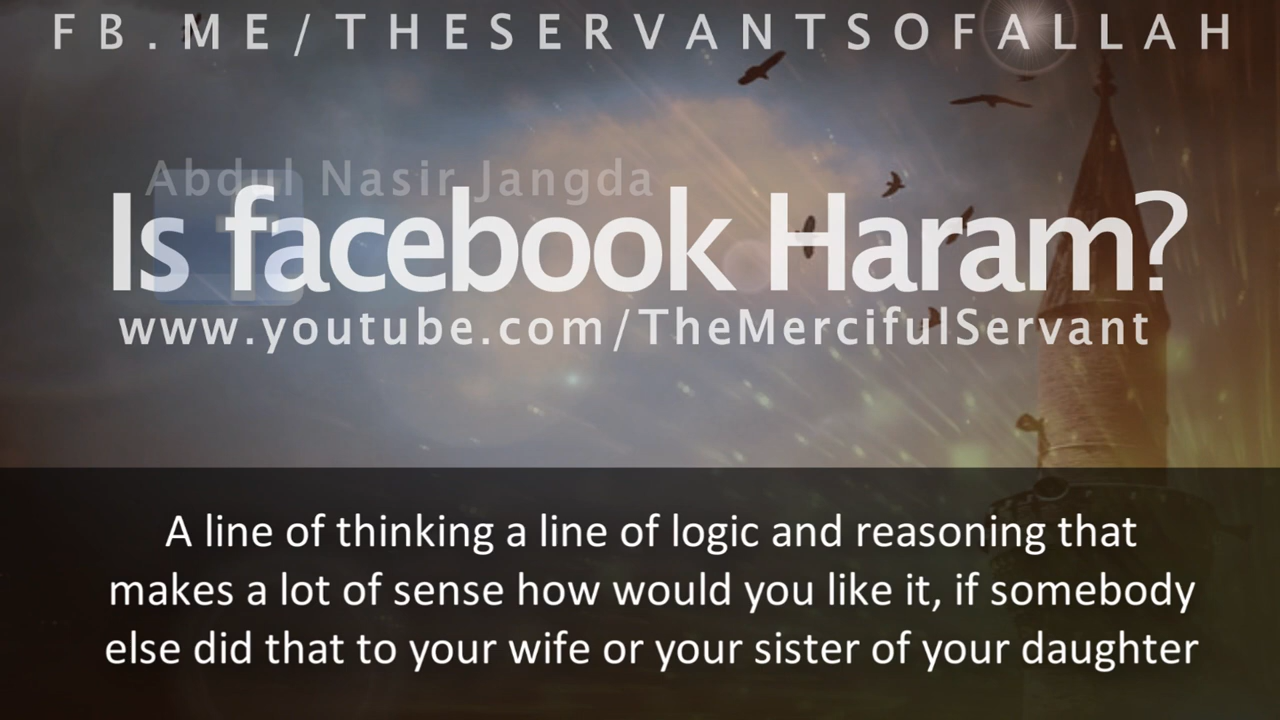 FB.ME/THESERVANTSOFALLAH
Abdul Nasir Jangda
Is facebook Haram?
www.youtube.com/TheMercifulServant
A line of thinking a line of logic and reasoning that
makes a lot of sense how would you like it, if somebody
else did that to your wife or your sister of your daughter